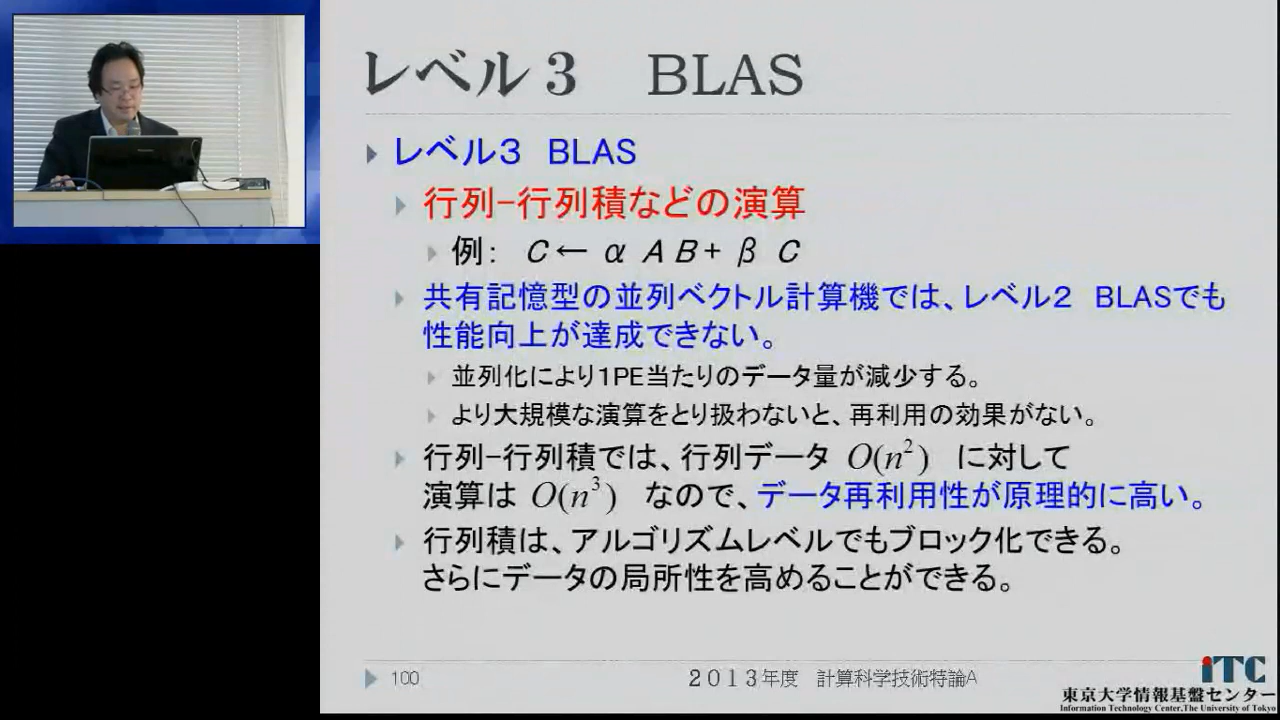 レベル３　BLAS
レベル３　BLAS
行列-行列積などの演算
例： C← α A B+ β C
共有記憶型の並列ベクトル計算機では、レベル２　BLASでも
性能向上が達成できない。
並列化により1PE当たりのデータ量が減少する。
より大規模な演算をとり扱わないと、再利用の効果がない。
行列-行列積では、行列データ O(n²) に対して
演算は O(n³) なので、データ再利用性が原理的に高い。
行列積は、アルゴリズムレベルでもブロック化できる。
さらにデータの局所性を高めることができる。
100
２０１３年度　計算科学技術特論A
iTC
東京大学情報基盤センター
Information Technology Center,The University of Tokyo